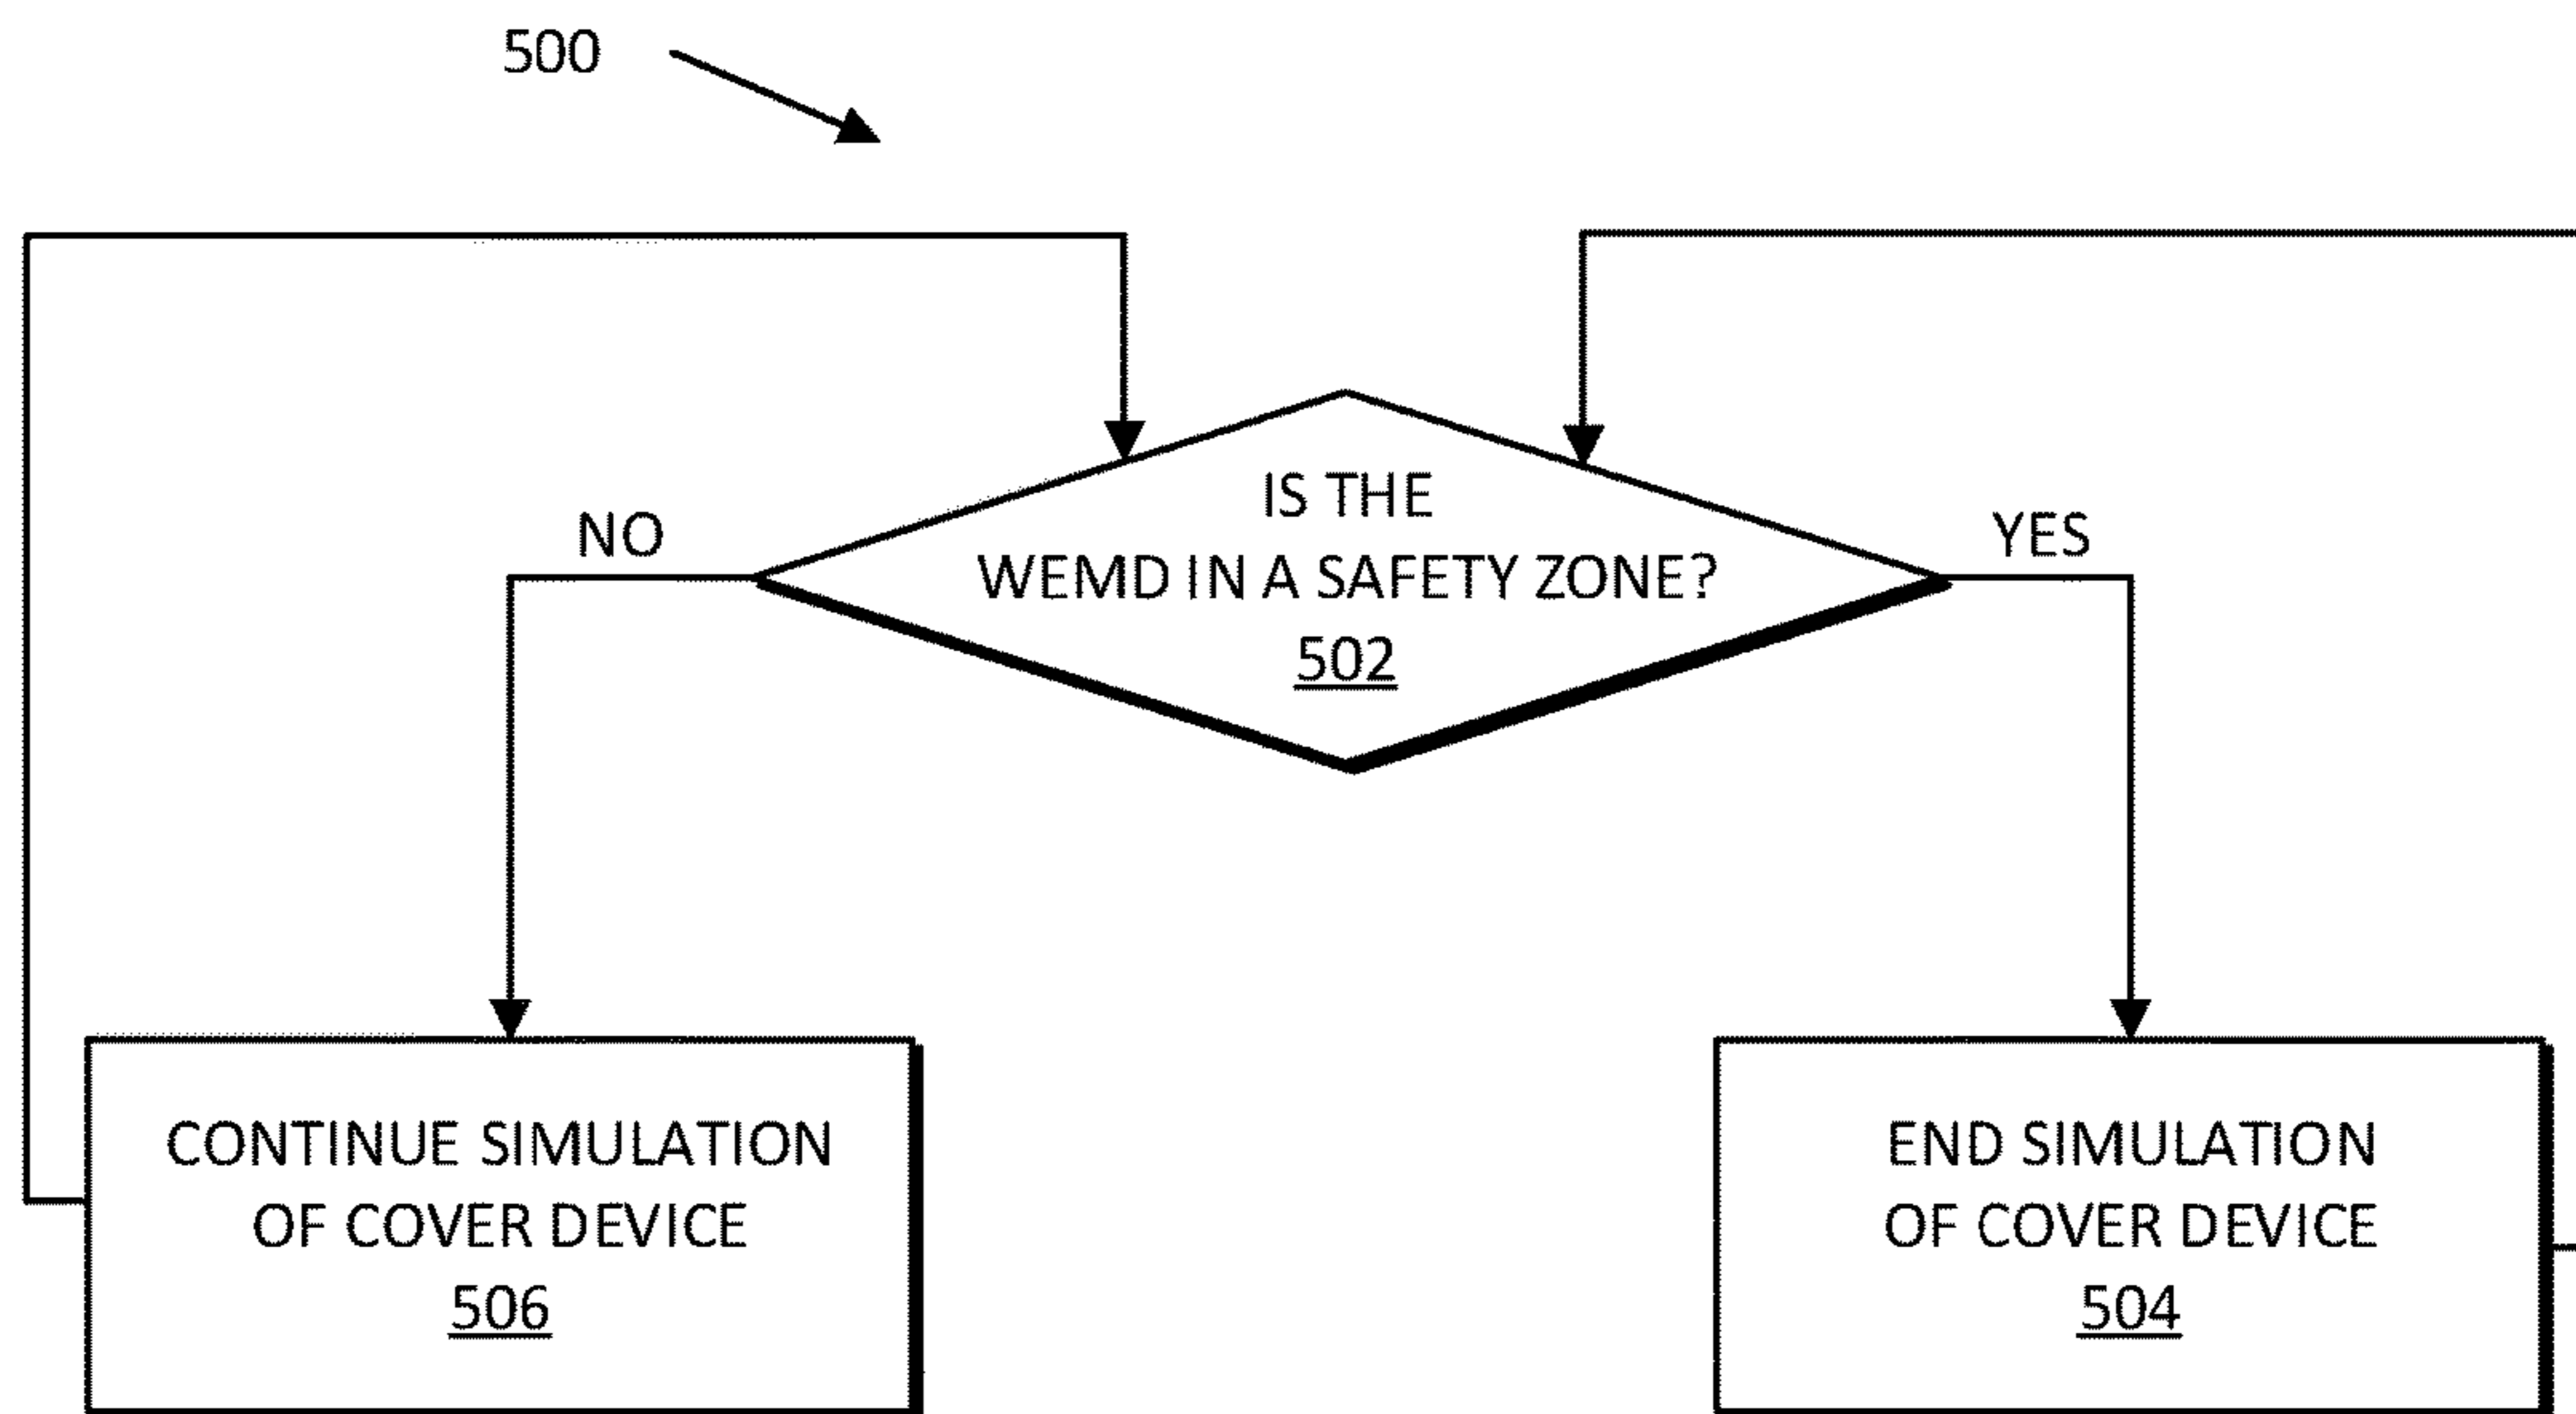 500
IS THE
WEMD IN A SAFETY ZONE?
502
NO
YES
CONTINUE SIMULATION
OF COVER DEVICE
506
END SIMULATION
OF COVER DEVICE
504